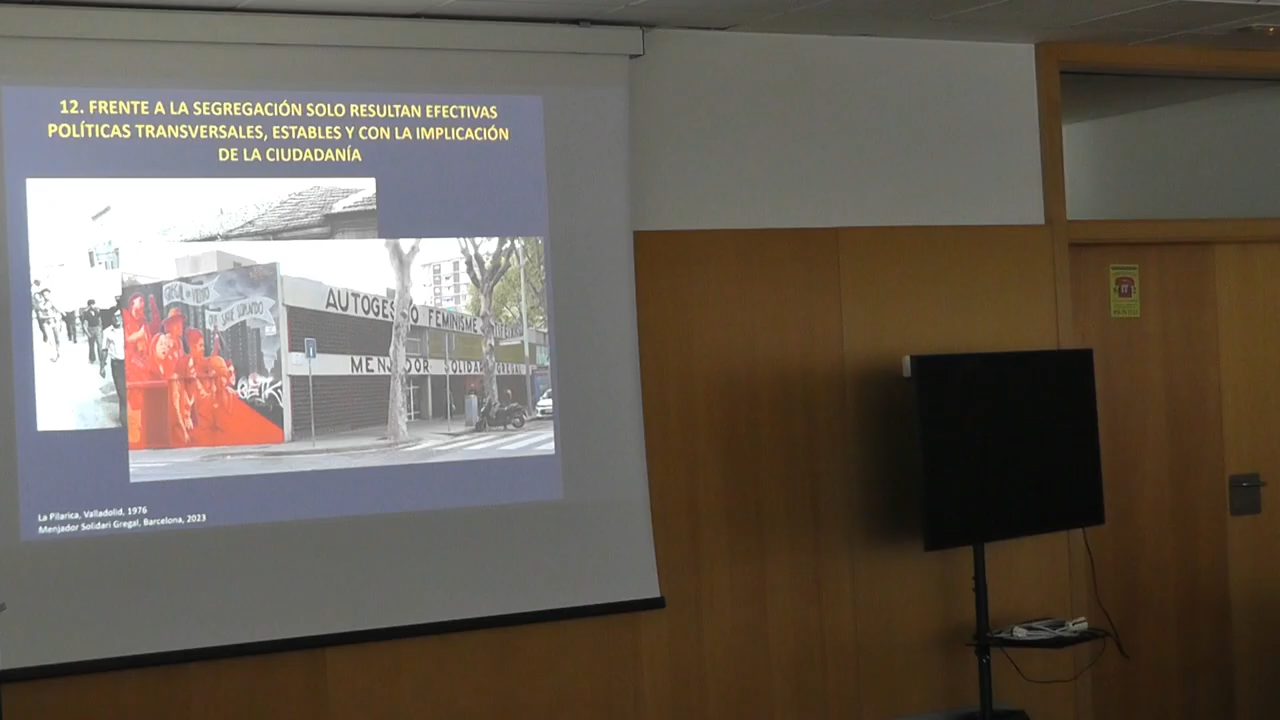 12. FRENTE A LA SEGREGACIÓN SOLO RESULTAN EFECTIVAS
POLÍTICAS TRANSVERSALES, ESTABLES Y CON LA IMPLICACIÓN
DE LA CIUDADANÍA
AUTOGESTIÓ FEMINISME
MENJADOR SOLIDARI GREGAL
La Pilarica, Valladolid, 1976
Menjador Solidari Gregal, Barcelona, 2023